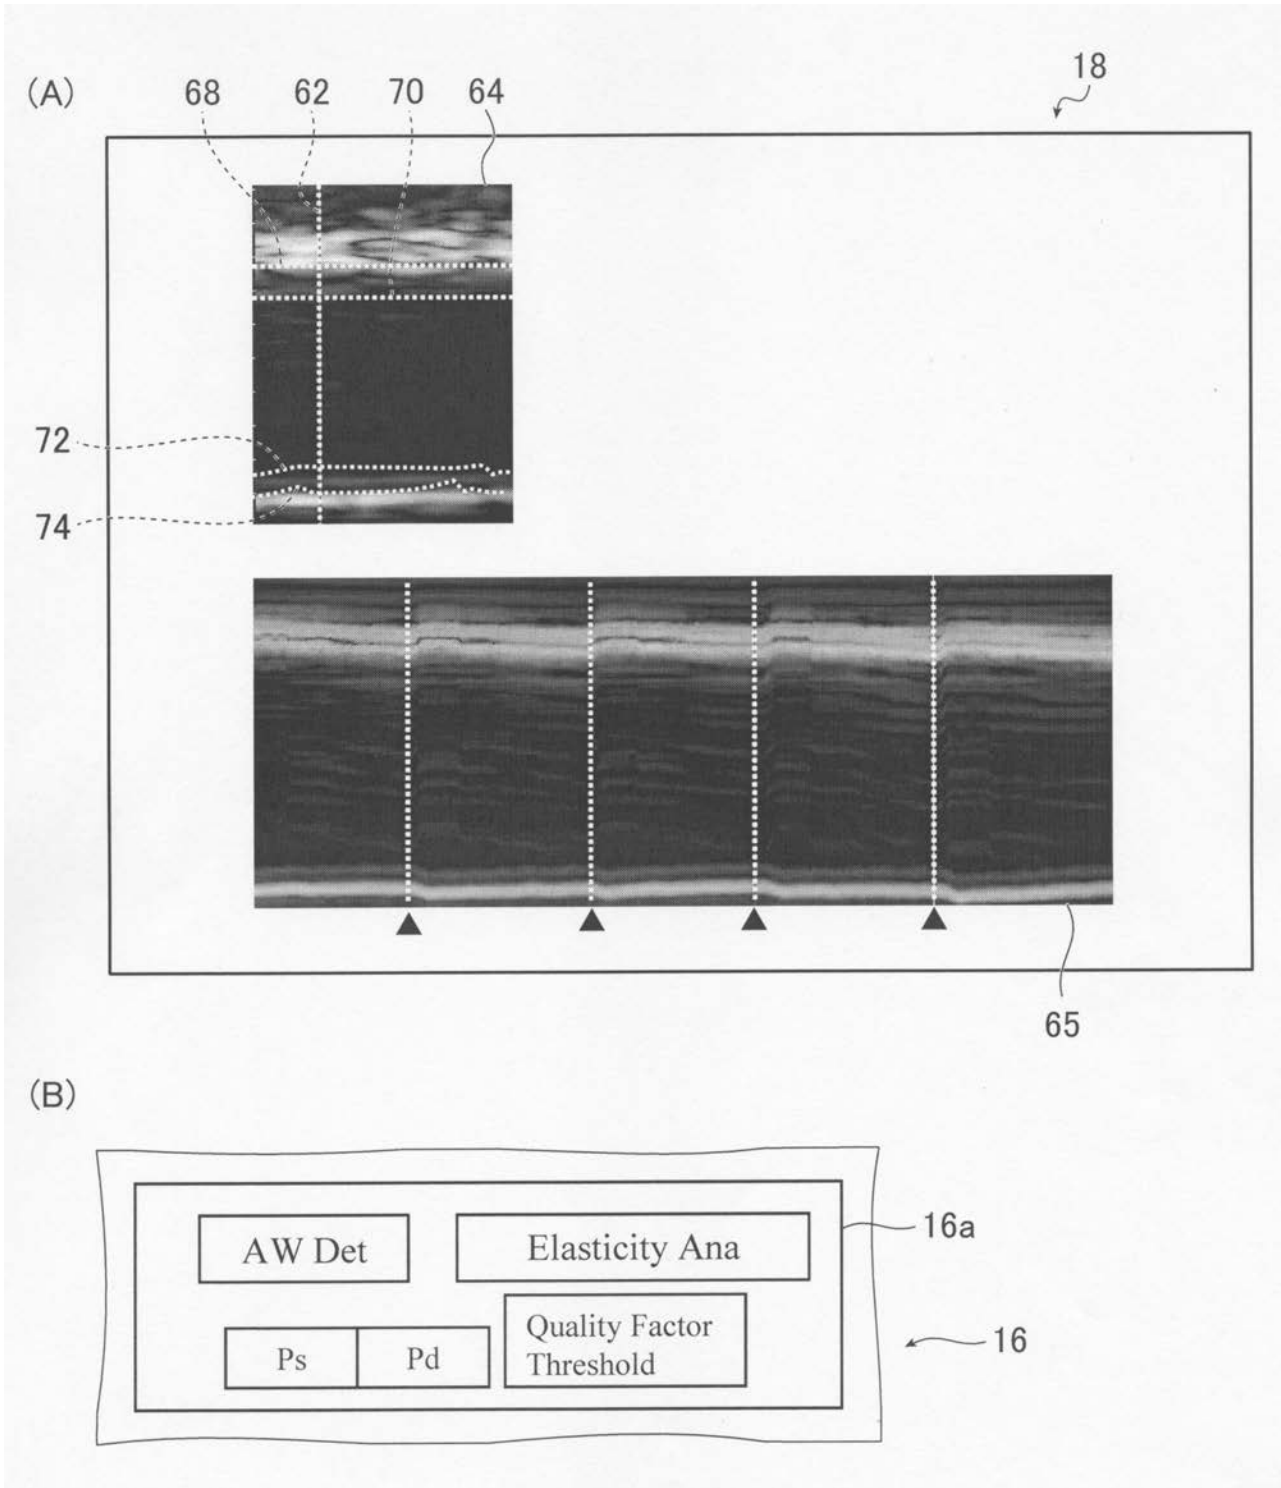 (A)
68 62 70 64
18
72
74
65
(B)
AW Det
Elasticity Ana
16a
Ps Pd
Quality Factor
Threshold
16